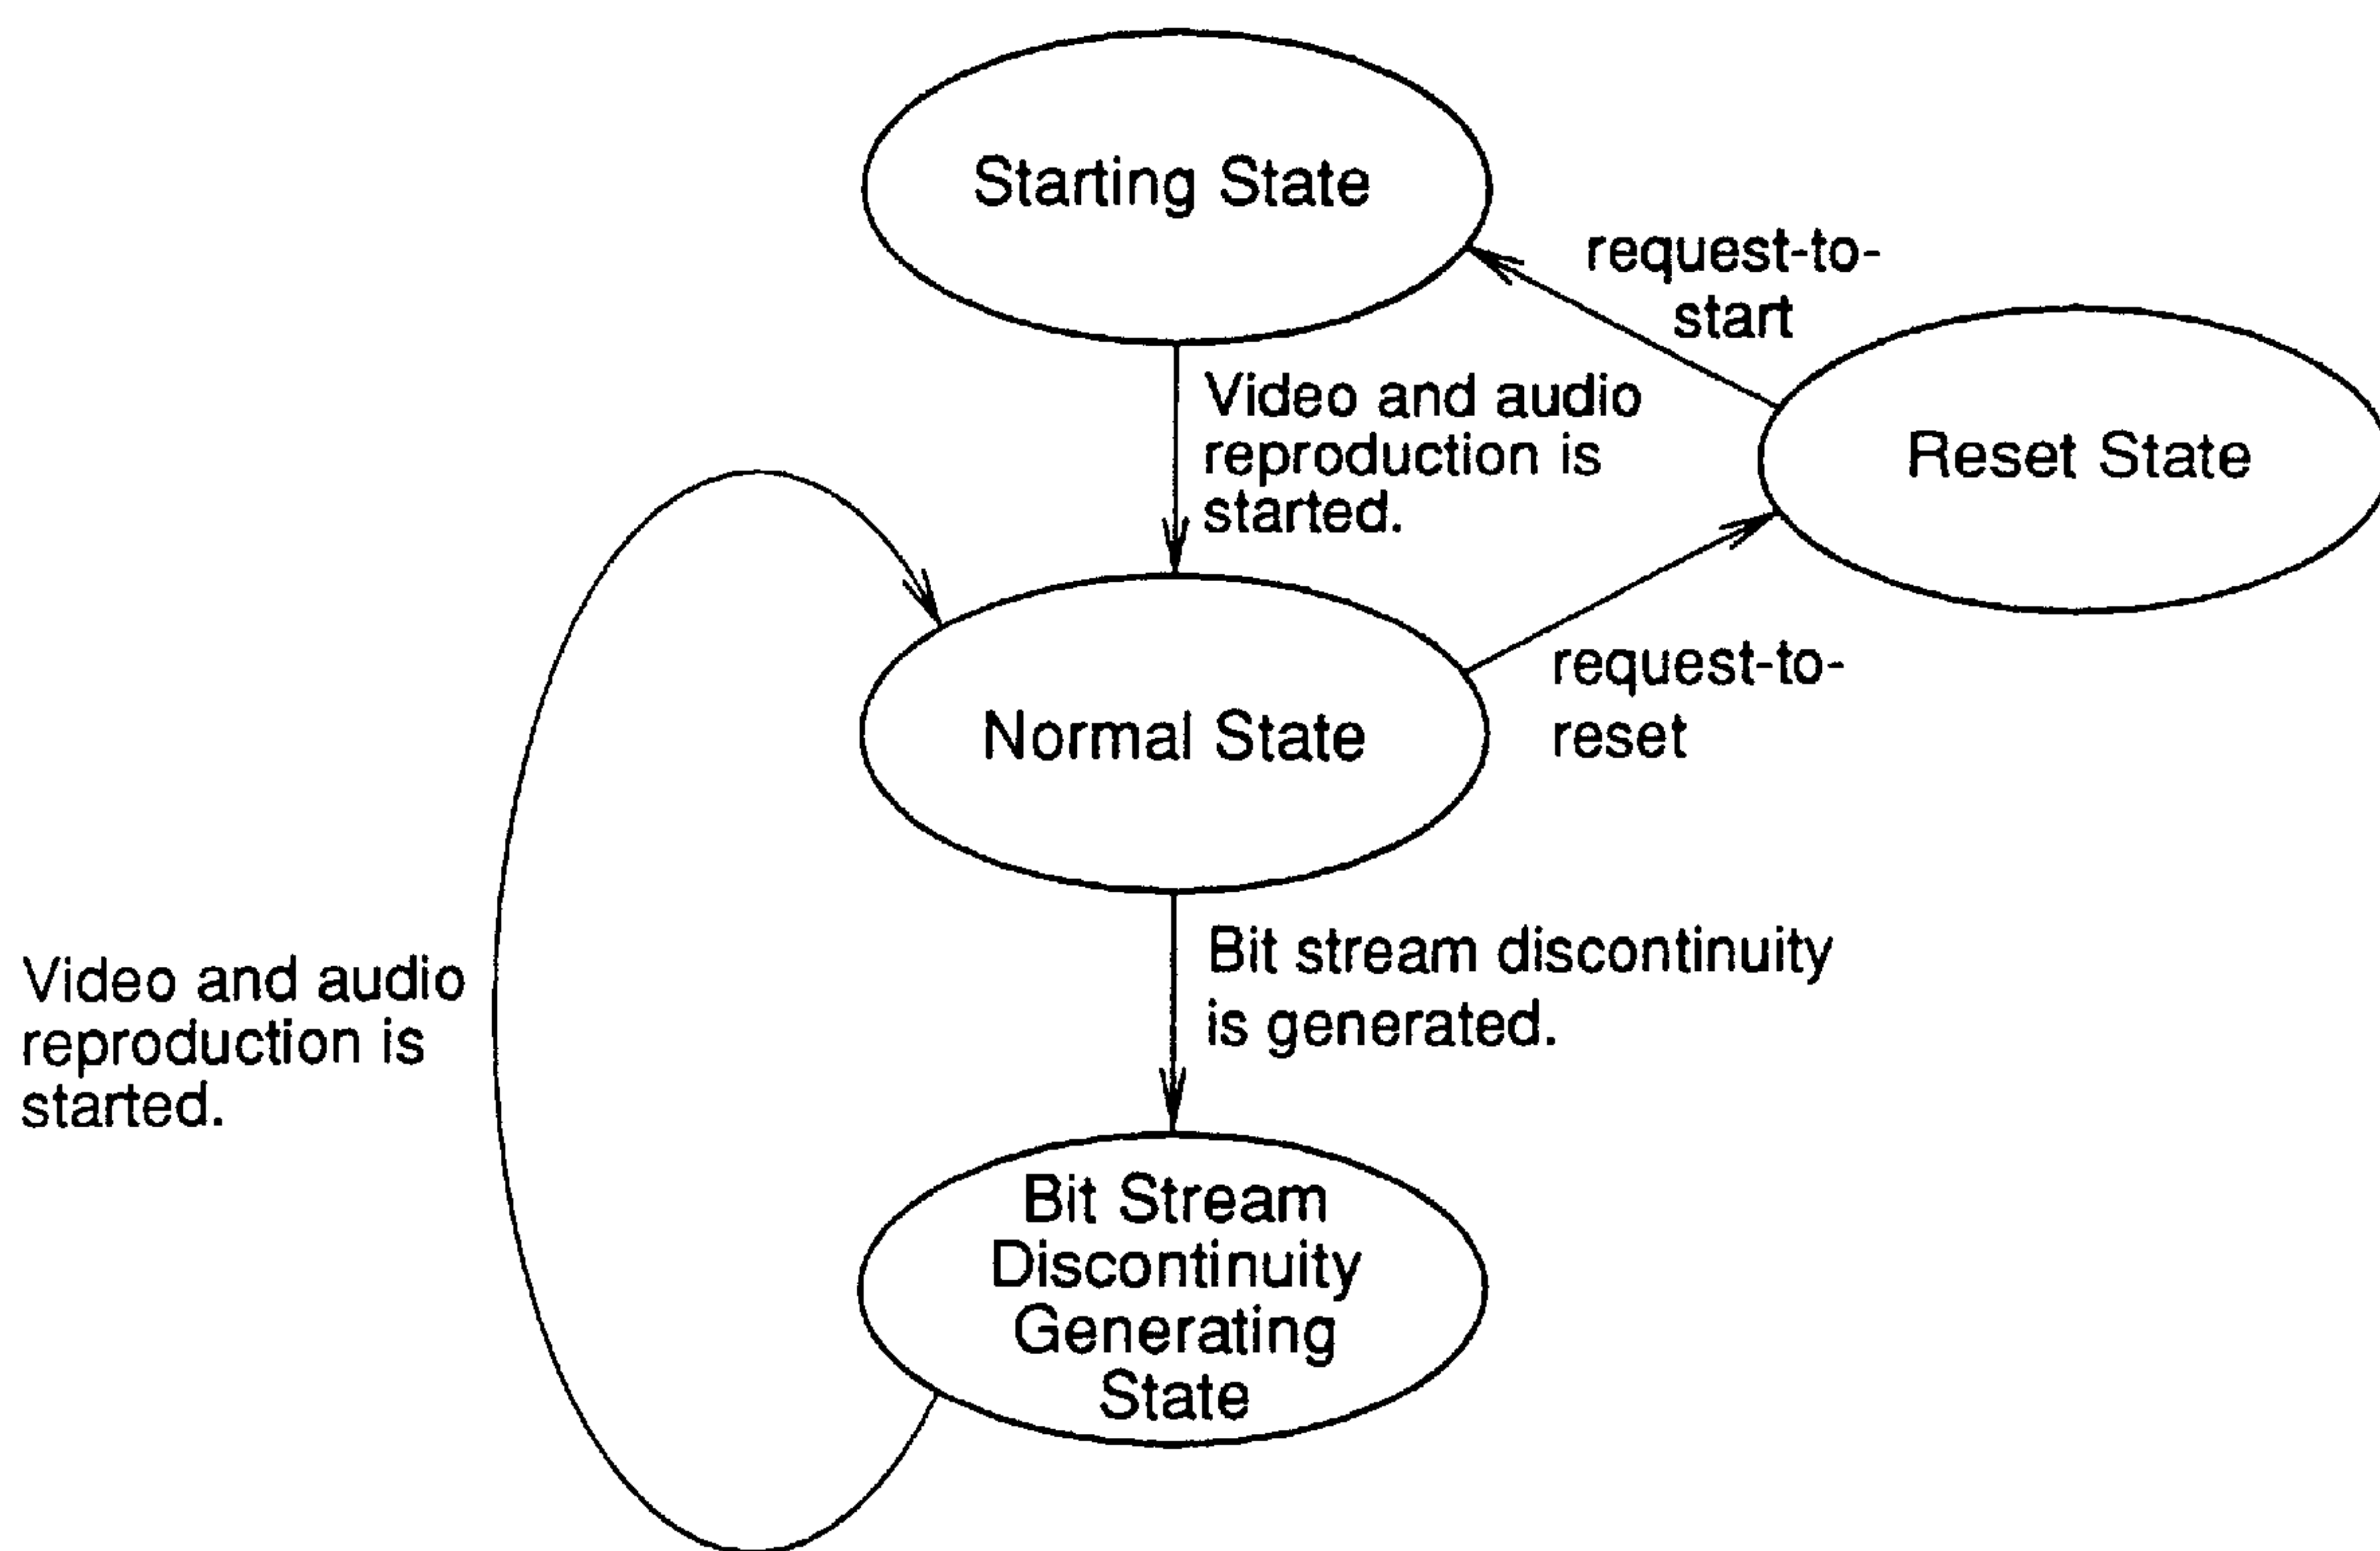 Starting State
request-to-
start
Video and audio
reproduction is
started.
Reset State
Normal State
request-to-
reset
Bit stream discontinuity
is generated.
Video and audio
reproduction is
started.
Bit Stream
Discontinuity
Generating
State